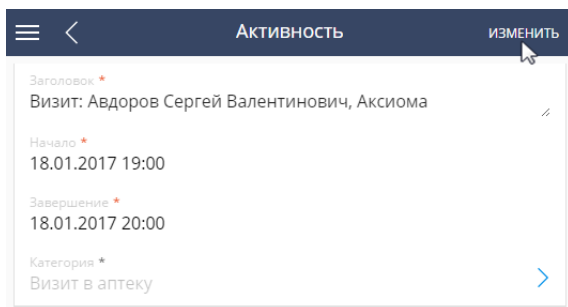 Активность
ИЗМЕНИТЬ
Заголовок *
Визит: Авдоров Сергей Валентинович, Аксиома
Начало *
18.01.2017 19:00
Завершение *
18.01.2017 20:00
Категория *
Визит в аптеку